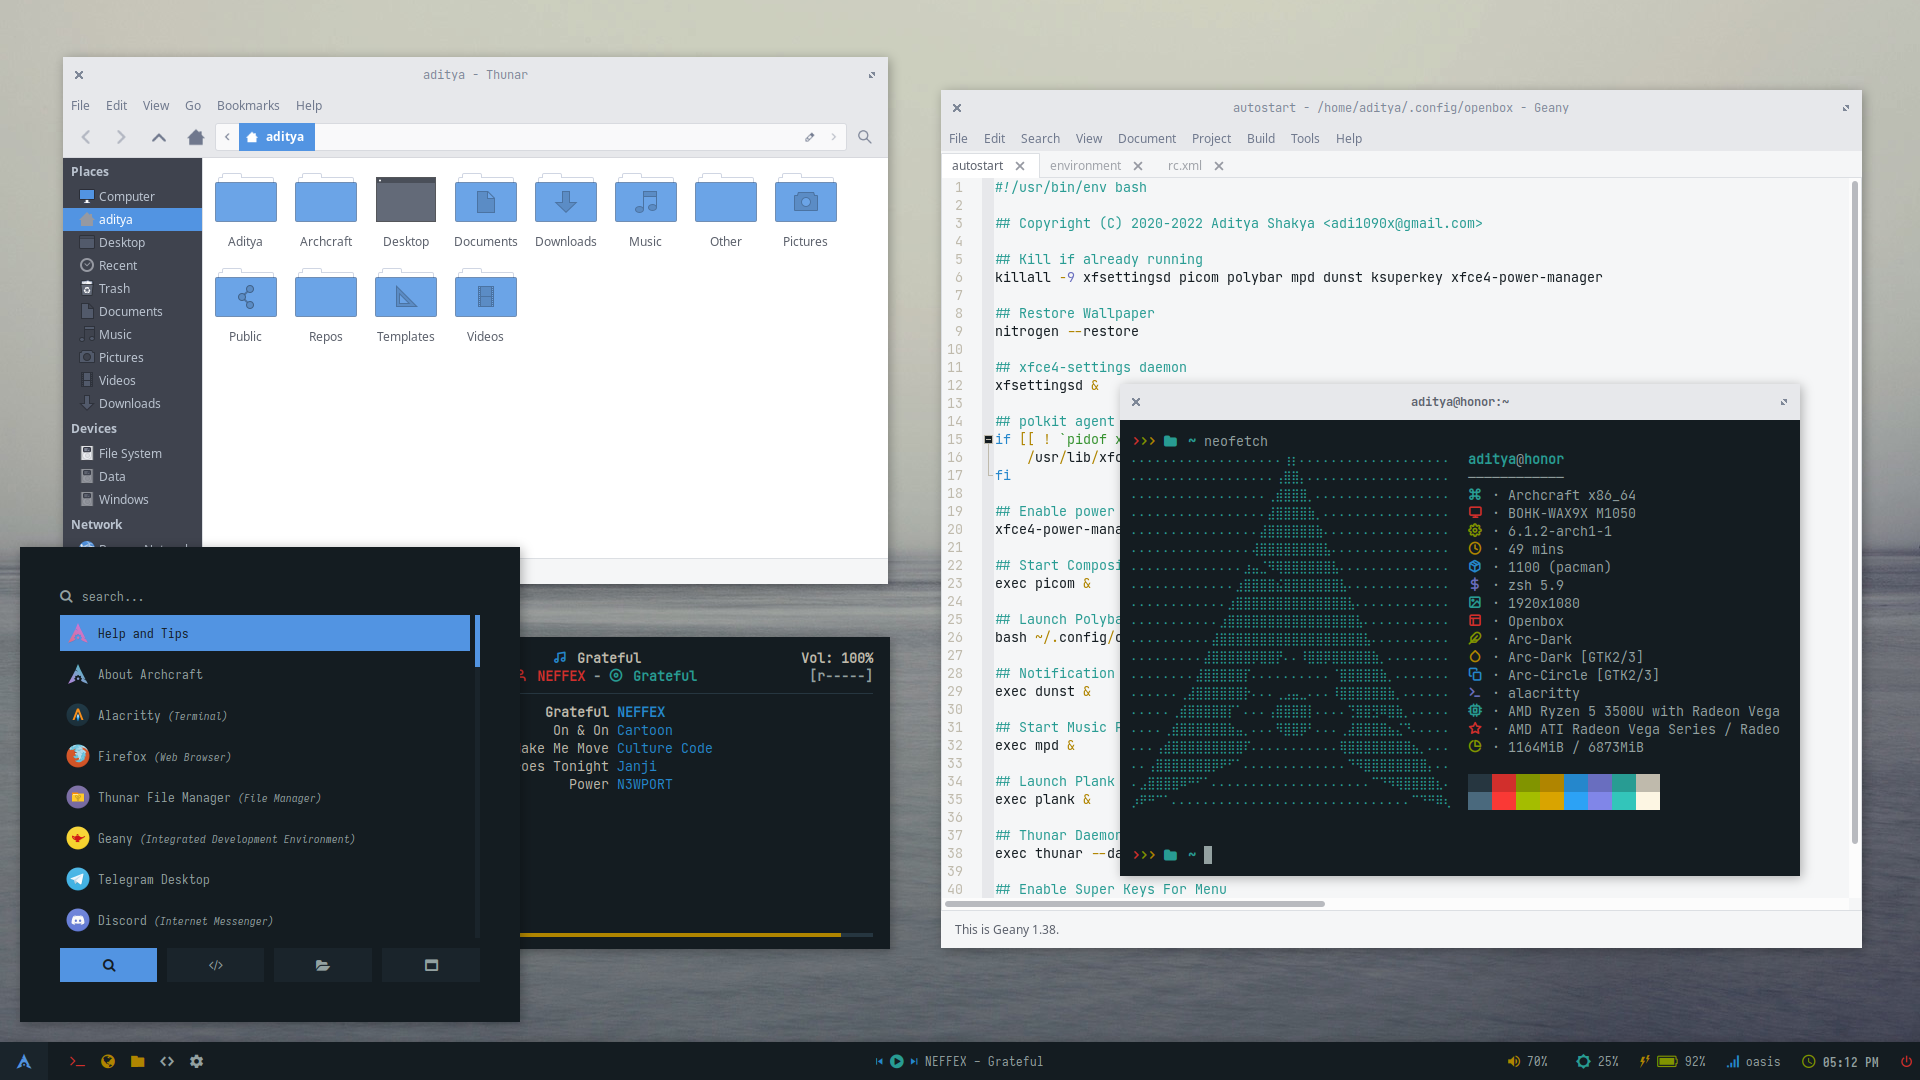 aditya - Thunar
File Edit View Go Bookmarks Help
aditya
Places
Computer
aditya
Desktop
Recent
Trash
Documents
Music
Pictures
Videos
Downloads
Devices
File System
Data
Windows
Network
Aditya Archcraft Desktop Documents Downloads Music Other Pictures
Public Repos Templates Videos
search...
Help and Tips
About Archcraft
Alacritty (Terminal)
Firefox (Web Browser)
Thunar File Manager (File Manager)
Geany (Integrated Development Environment)
Telegram Desktop
Discord (Internet Messenger)
Grateful Vol: 100%
NEFFEX - Grateful [r-----]
Grateful NEFFEX
On & On Cartoon
ake Me Move Culture Code
oes Tonight Janji
Power N3WPORT
autostart - /home/aditya/.config/openbox - Geany
File Edit Search View Document Project Build Tools Help
autostart environment rc.xml
1 #!/usr/bin/env bash
2
3 ## Copyright (C) 2020-2022 Aditya Shakya <adi1090x@gmail.com>
4
5 ## Kill if already running
6 killall -9 xfsettingsd picom polybar mpd dunst ksuperkey xfce4-power-manager
7
8 ## Restore Wallpaper
9 nitrogen --restore
10
11 ## xfce4-settings daemon
12 xfsettingsd &
13
14 ## polkit agent
15 if [[ ! `pidof x
16 /usr/lib/xfc
17 fi
18
19 ## Enable power
20 xfce4-power-mana
21
22 ## Start Composi
23 exec picom &
24
25 ## Launch Polyba
26 bash ~/.config/o
27
28 ## Notification
29 exec dunst &
30
31 ## Start Music P
32 exec mpd &
33
34 ## Launch Plank
35 exec plank &
36
37 ## Thunar Daemon
38 exec thunar --da
39
40 ## Enable Super Keys For Menu
This is Geany 1.38.
aditya@honor:~
>>> ~ neofetch
aditya@honor
· Archcraft x86_64
· BOHK-WAX9X M1050
· 6.1.2-arch1-1
· 49 mins
· 1100 (pacman)
· zsh 5.9
· 1920x1080
· Openbox
· Arc-Dark
· Arc-Dark [GTK2/3]
· Arc-Circle [GTK2/3]
· alacritty
· AMD Ryzen 5 3500U with Radeon Vega
· AMD ATI Radeon Vega Series / Radeo
· 1164MiB / 6873MiB
>>> ~
NEFFEX - Grateful
70% 25% 92% oasis 05:12 PM